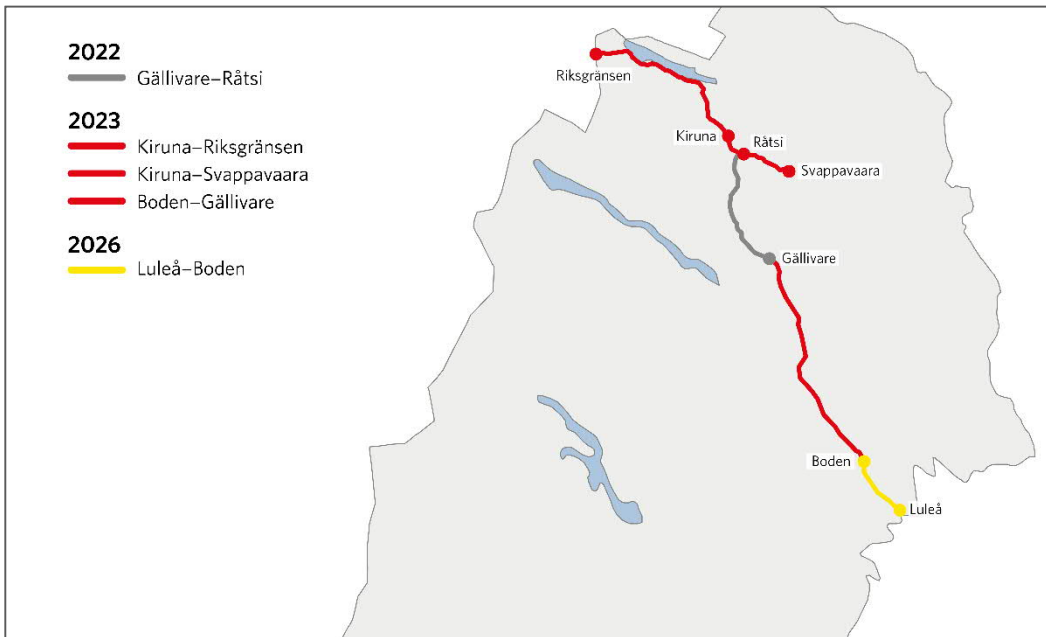 2022
Gällivare–Råtsi
2023
Kiruna–Riksgränsen
Kiruna–Svappavaara
Boden–Gällivare
2026
Luleå–Boden
Riksgränsen
Kiruna
Råtsi
Svappavaara
Gällivare
Boden
Luleå